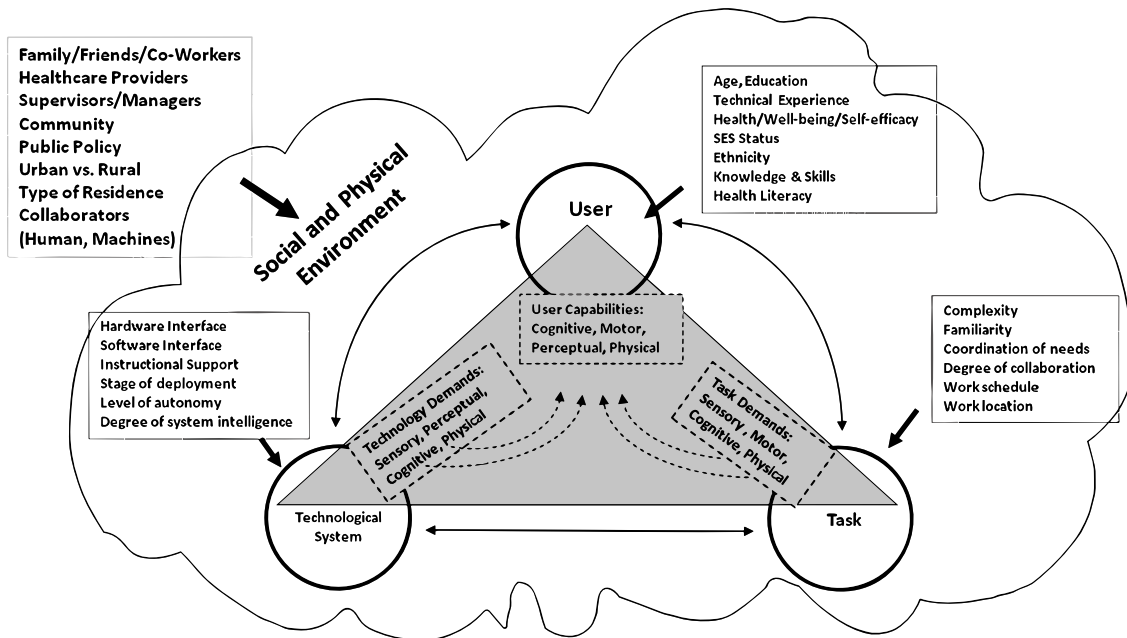 Family/Friends/Co-Workers
Healthcare Providers
Supervisors/Managers
Community
Public Policy
Urban vs. Rural
Type of Residence
Collaborators
(Human, Machines)
Social and Physical
Environment
Age, Education
Technical Experience
Health/Well-being/Self-efficacy
SES Status
Ethnicity
Knowledge & Skills
Health Literacy
User
User Capabilities:
Cognitive, Motor,
Perceptual, Physical
Hardware Interface
Software Interface
Instructional Support
Stage of deployment
Level of autonomy
Degree of system intelligence
Technology Demands:
Sensory, Perceptual,
Cognitive, Physical
Task Demands:
Sensory , Motor,
Cognitive, Physical
Complexity
Familiarity
Coordination of needs
Degree of collaboration
Work schedule
Work location
Technological
System
Task